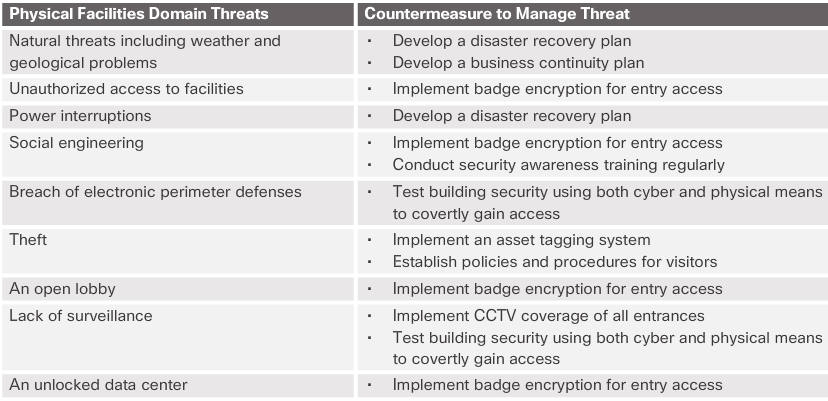 Physical Facilities Domain Threats
Countermeasure to Manage Threat
Natural threats including weather and
geological problems
· Develop a disaster recovery plan
· Develop a business continuity plan
Unauthorized access to facilities
· Implement badge encryption for entry access
Power interruptions
· Develop a disaster recovery plan
Social engineering
· Implement badge encryption for entry access
· Conduct security awareness training regularly
Breach of electronic perimeter defenses
· Test building security using both cyber and physical means
to covertly gain access
Theft
· Implement an asset tagging system
· Establish policies and procedures for visitors
An open lobby
· Implement badge encryption for entry access
Lack of surveillance
· Implement CCTV coverage of all entrances
· Test building security using both cyber and physical means
to covertly gain access
An unlocked data center
· Implement badge encryption for entry access